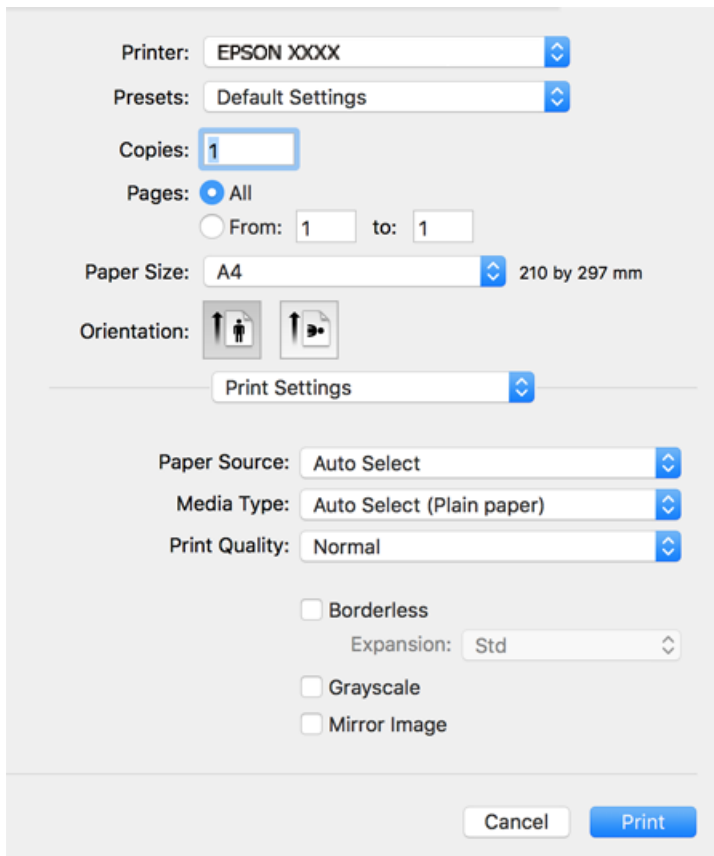 Printer: EPSON XXXX
Presets: Default Settings
Copies: 1
Pages: All
From: 1 to: 1
Paper Size: A4 210 by 297 mm
Orientation:
Print Settings
Paper Source: Auto Select
Media Type: Auto Select (Plain paper)
Print Quality: Normal
Borderless
Expansion: Std
Grayscale
Mirror Image
Cancel Print